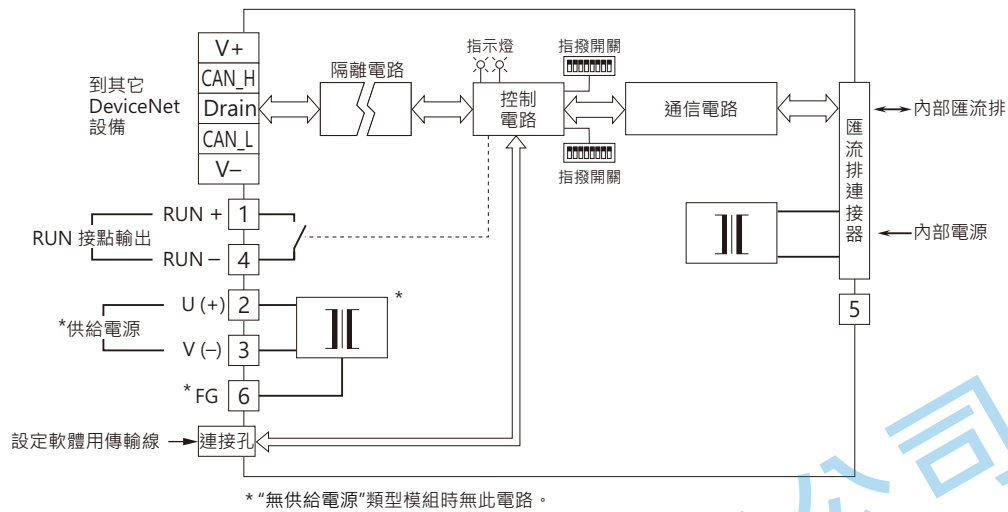 到其它
DeviceNet
設備
V+
CAN_H
Drain
CAN_L
V−
隔離電路
指示燈
控制
電路
指撥開關
指撥開關
通信電路
匯流排連接器
內部匯流排
內部電源
RUN 接點輸出
RUN + 1
RUN − 4
*供給電源
U (+) 2
V (−) 3
*
* FG 6
5
設定軟體用傳輸線
連接孔
* “無供給電源”類型模組時無此電路。
公司